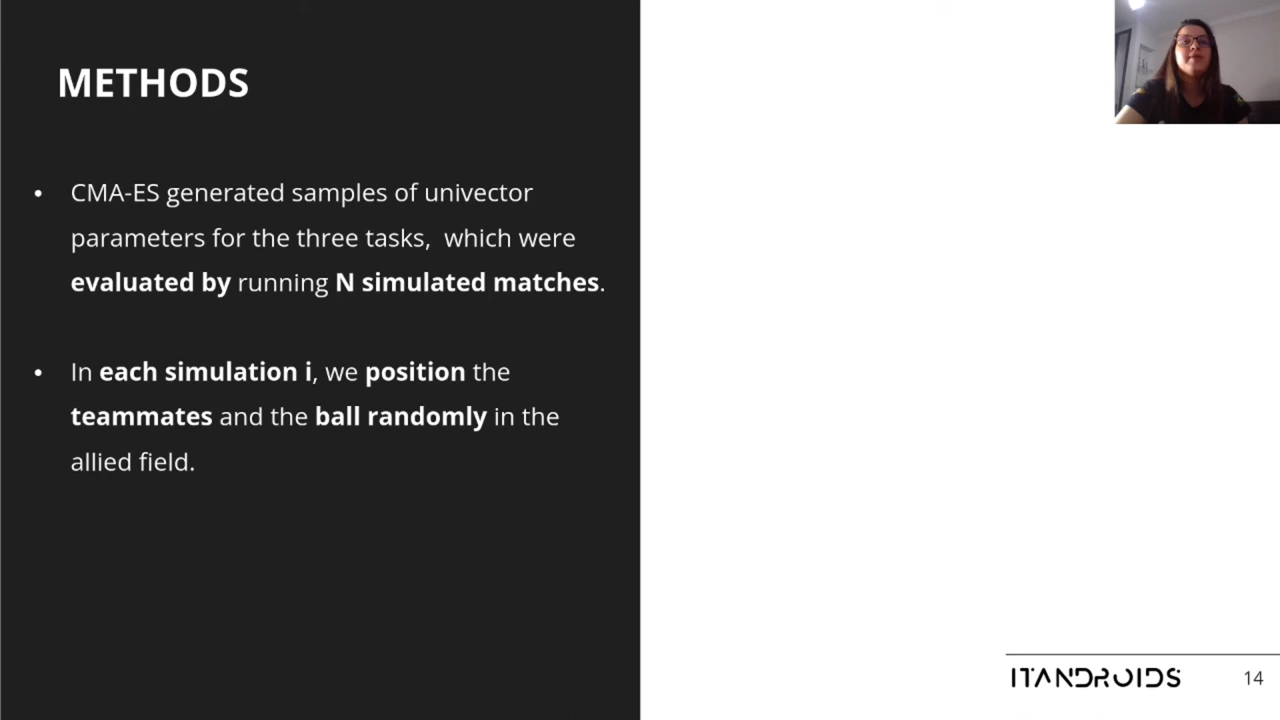 METHODS
• CMA-ES generated samples of univector
parameters for the three tasks, which were
evaluated by running N simulated matches.
• In each simulation i, we position the
teammates and the ball randomly in the
allied field.
ITANDROIDS
14